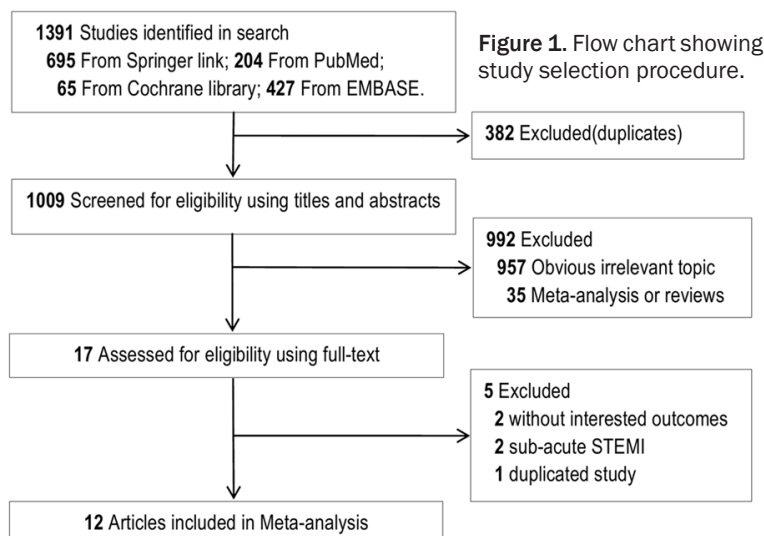 1391 Studies identified in search
695 From Springer link; 204 From PubMed;
65 From Cochrane library; 427 From EMBASE.
Figure 1. Flow chart showing
study selection procedure.
382 Excluded(duplicates)
1009 Screened for eligibility using titles and abstracts
992 Excluded
957 Obvious irrelevant topic
35 Meta-analysis or reviews
17 Assessed for eligibility using full-text
5 Excluded
2 without interested outcomes
2 sub-acute STEMI
1 duplicated study
12 Articles included in Meta-analysis